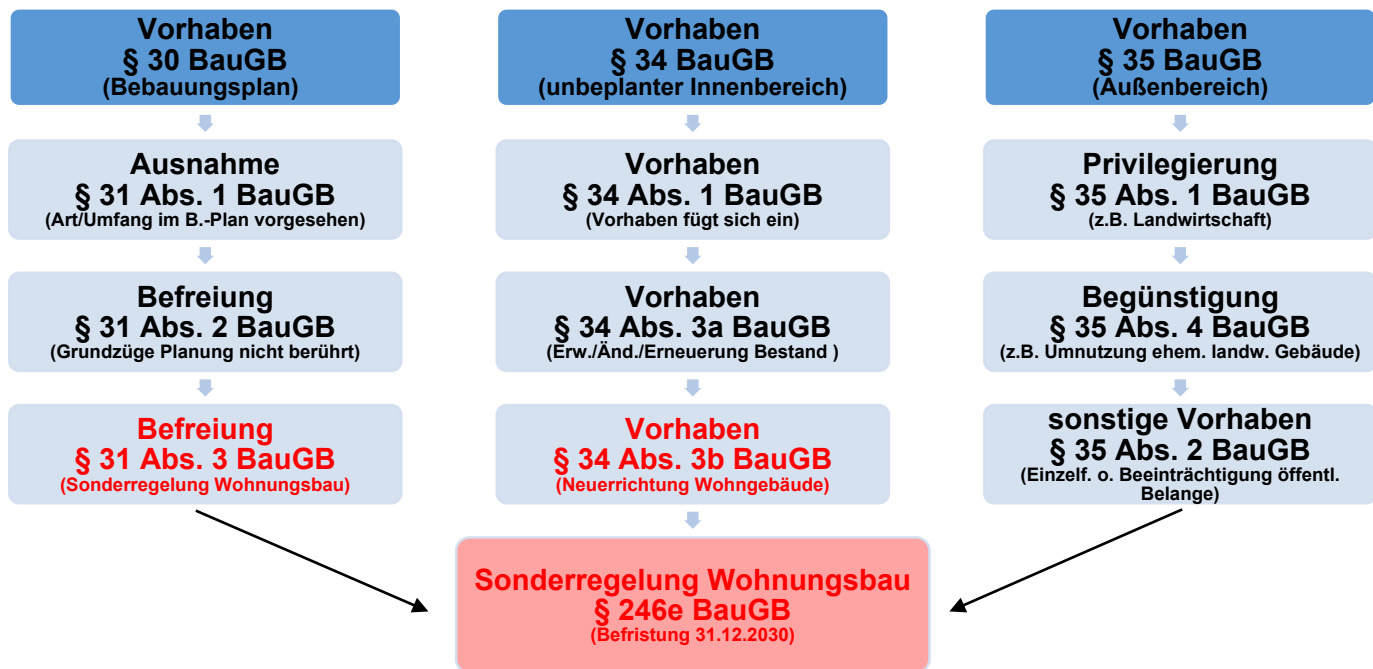 Vorhaben
§ 30 BauGB
(Bebauungsplan)
Ausnahme
§ 31 Abs. 1 BauGB
(Art/Umfang im B.-Plan vorgesehen)
Befreiung
§ 31 Abs. 2 BauGB
(Grundzüge Planung nicht berührt)
Befreiung
§ 31 Abs. 3 BauGB
(Sonderregelung Wohnungsbau)
Vorhaben
§ 34 BauGB
(unbeplanter Innenbereich)
Vorhaben
§ 34 Abs. 1 BauGB
(Vorhaben fügt sich ein)
Vorhaben
§ 34 Abs. 3a BauGB
(Erw./Änd./Erneuerung Bestand )
Vorhaben
§ 34 Abs. 3b BauGB
(Neuerrichtung Wohngebäude)
Vorhaben
§ 35 BauGB
(Außenbereich)
Privilegierung
§ 35 Abs. 1 BauGB
(z.B. Landwirtschaft)
Begünstigung
§ 35 Abs. 4 BauGB
(z.B. Umnutzung ehem. landw. Gebäude)
sonstige Vorhaben
§ 35 Abs. 2 BauGB
(Einzelf. o. Beeinträchtigung öffentl.
Belange)
Sonderregelung Wohnungsbau
§ 246e BauGB
(Befristung 31.12.2030)